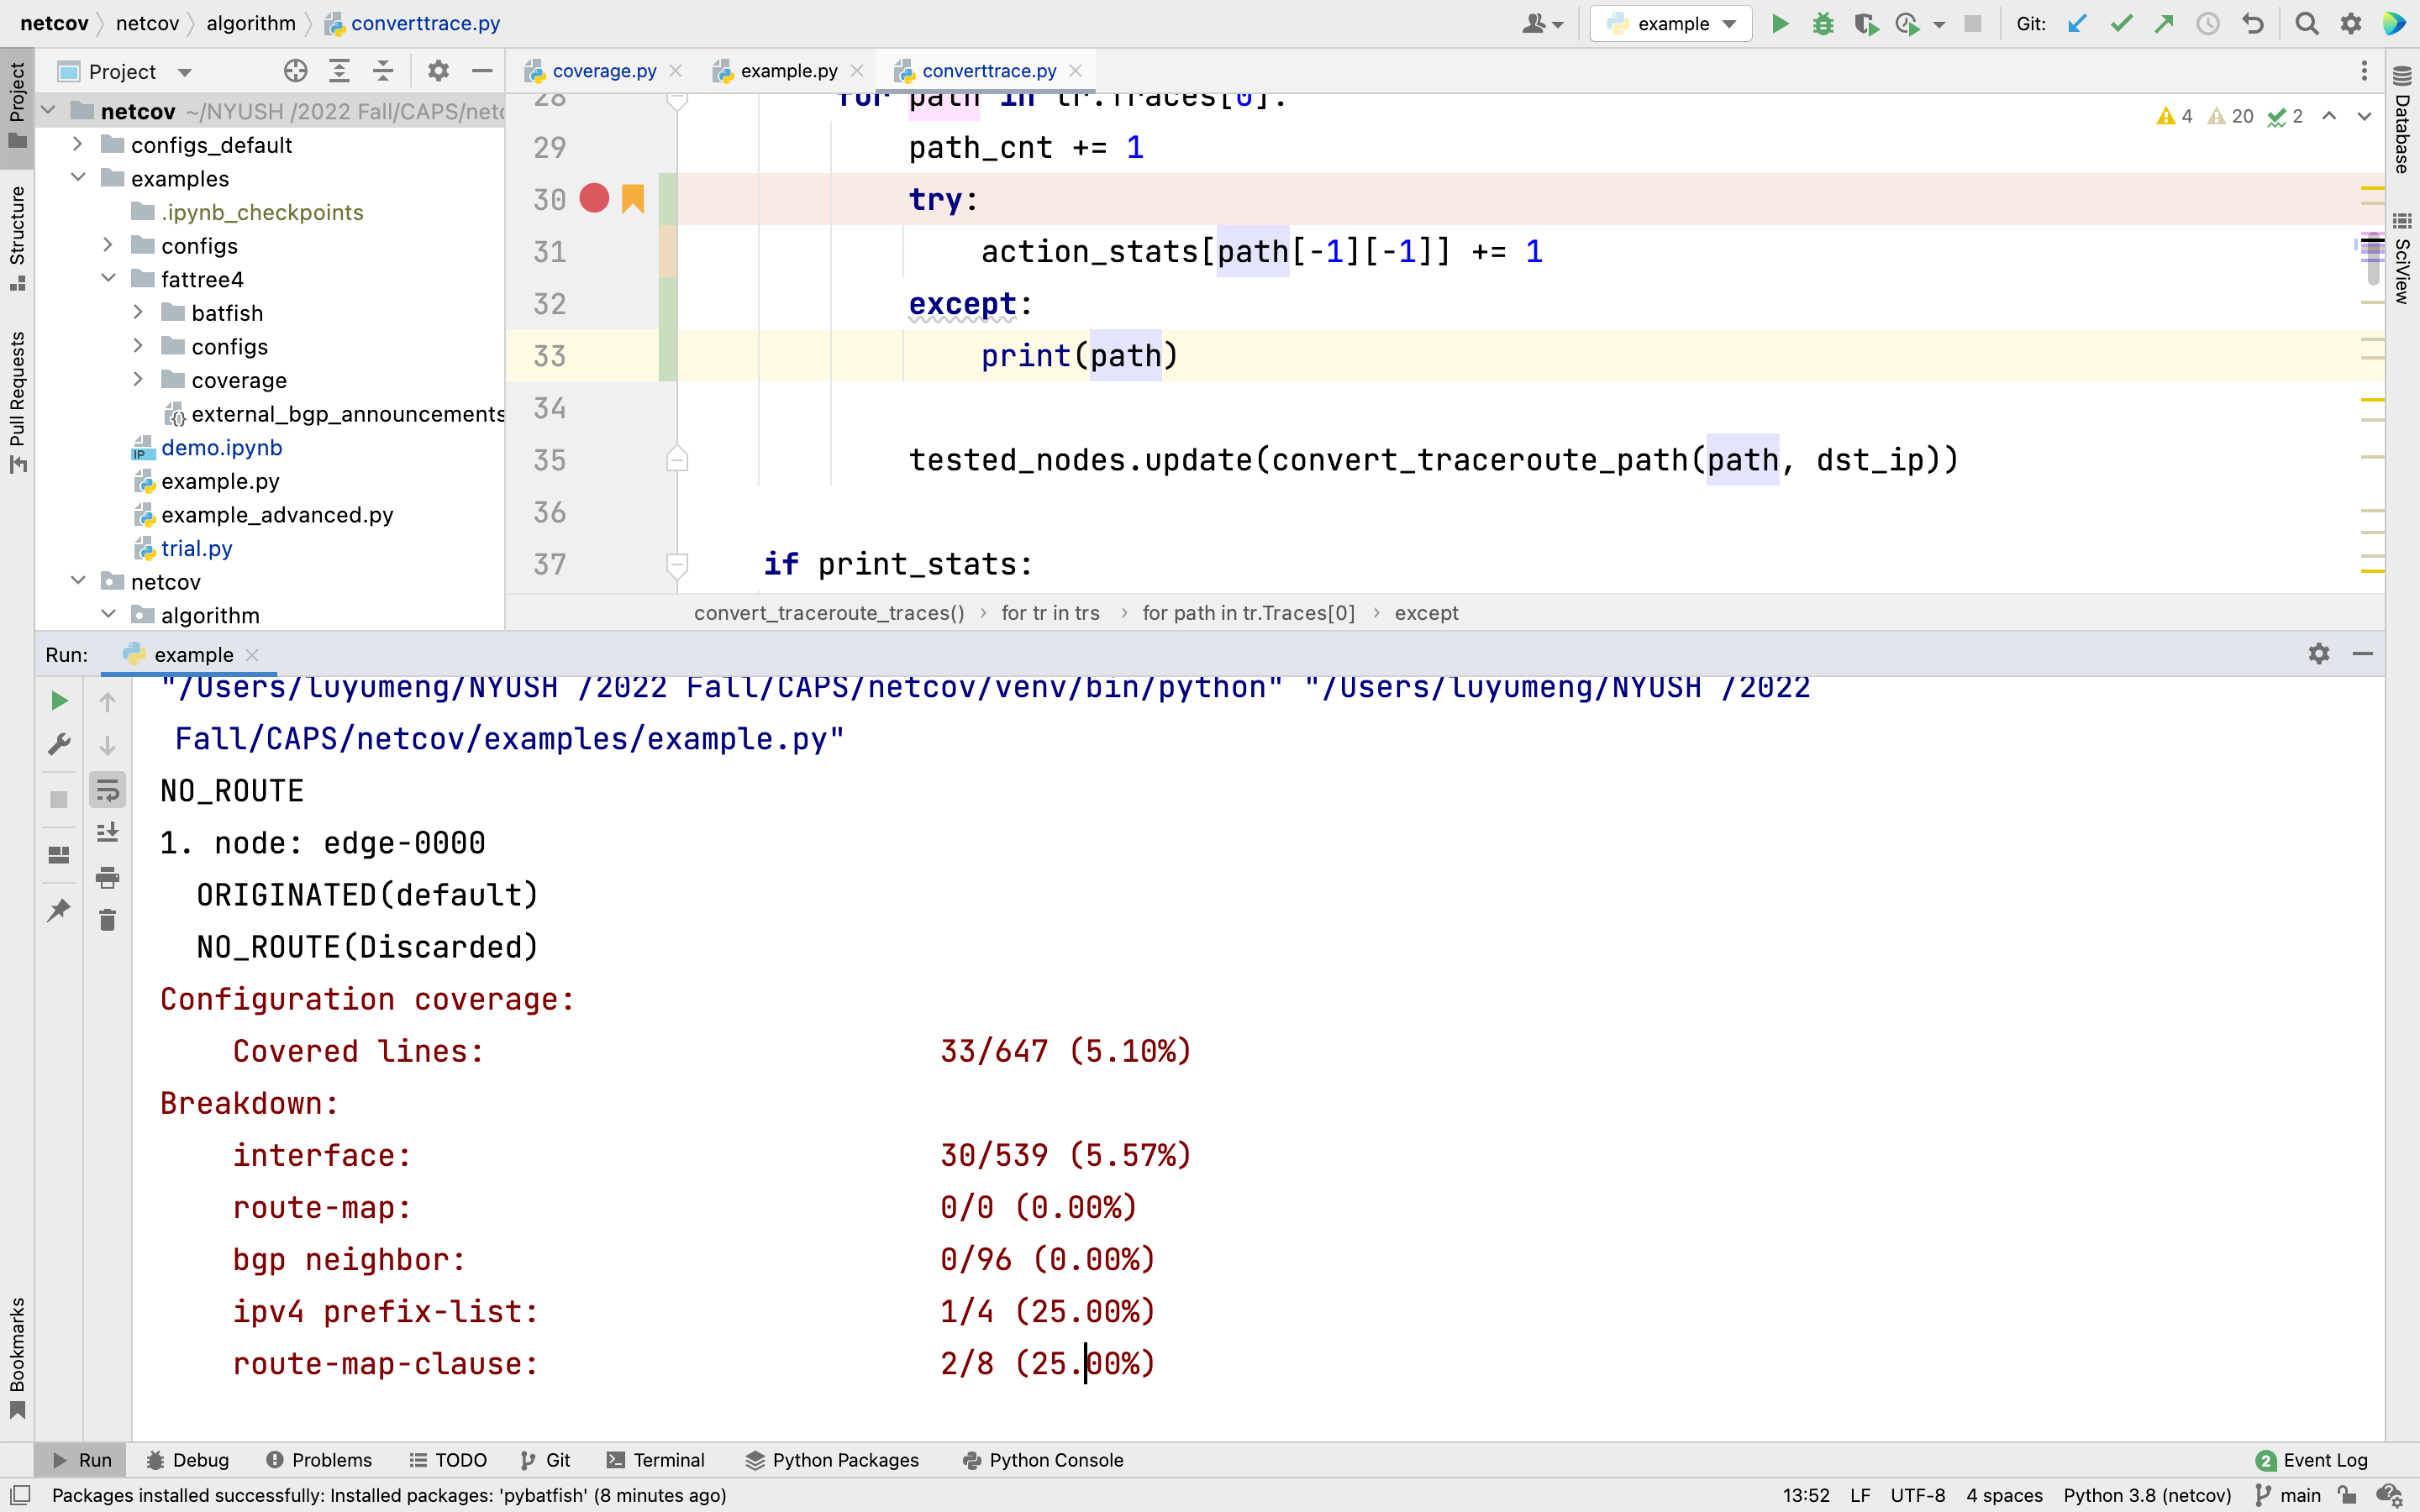 netcov netcov algorithm converttrace.py example Git:
Project coverage.py example.py converttrace.py
netcov ~/NYUSH /2022 Fall/CAPS/netc
configs_default
examples
.ipynb_checkpoints
configs
fattree4
batfish
configs
coverage
external_bgp_announcements
demo.ipynb
example.py
example_advanced.py
trial.py
netcov
algorithm
Project
Structure
Pull Requests
Bookmarks
4 20 2
28 for path in tr.Traces[0]:
29 path_cnt += 1
30 try:
31 action_stats[path[-1][-1]] += 1
32 except:
33 print(path)
34
35 tested_nodes.update(convert_traceroute_path(path, dst_ip))
36
37 if print_stats:
convert_traceroute_traces() for tr in trs for path in tr.Traces[0] except
Database
SciView
Run: example
"/Users/luyumeng/NYUSH /2022 Fall/CAPS/netcov/venv/bin/python" "/Users/luyumeng/NYUSH /2022
Fall/CAPS/netcov/examples/example.py"
NO_ROUTE
1. node: edge-0000
ORIGINATED(default)
NO_ROUTE(Discarded)
Configuration coverage:
Covered lines: 33/647 (5.10%)
Breakdown:
interface: 30/539 (5.57%)
route-map: 0/0 (0.00%)
bgp neighbor: 0/96 (0.00%)
ipv4 prefix-list: 1/4 (25.00%)
route-map-clause: 2/8 (25.00%)
Run Debug Problems TODO Git Terminal Python Packages Python Console 2 Event Log
Packages installed successfully: Installed packages: 'pybatfish' (8 minutes ago) 13:52 LF UTF-8 4 spaces Python 3.8 (netcov) main